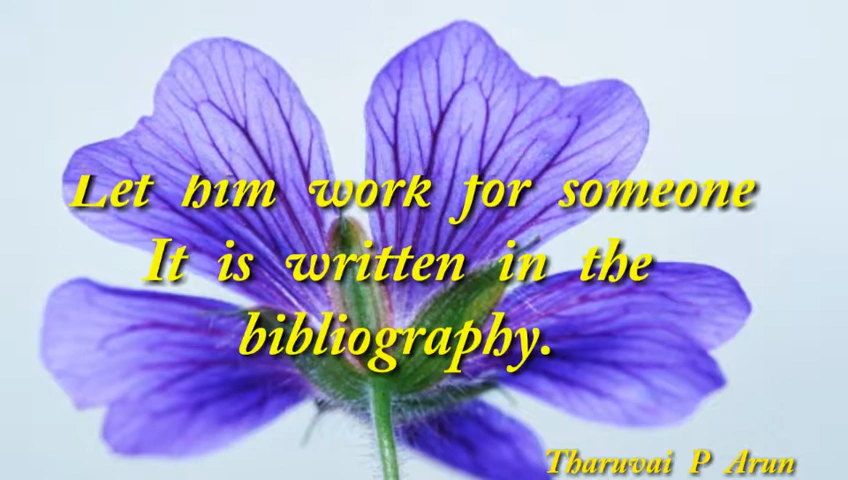 Let him work for someone
It is written in the
bibliography.
Tharuvai P Arun